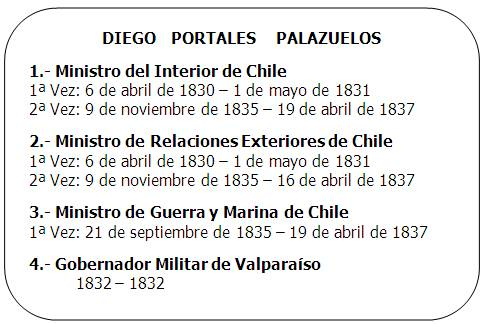 DIEGO PORTALES PALAZUELOS
1.- Ministro del Interior de Chile
1ª Vez: 6 de abril de 1830 – 1 de mayo de 1831
2ª Vez: 9 de noviembre de 1835 – 19 de abril de 1837
2.- Ministro de Relaciones Exteriores de Chile
1ª Vez: 6 de abril de 1830 – 1 de mayo de 1831
2ª Vez: 9 de noviembre de 1835 – 16 de abril de 1837
3.- Ministro de Guerra y Marina de Chile
1ª Vez: 21 de septiembre de 1835 – 19 de abril de 1837
4.- Gobernador Militar de Valparaíso
1832 – 1832